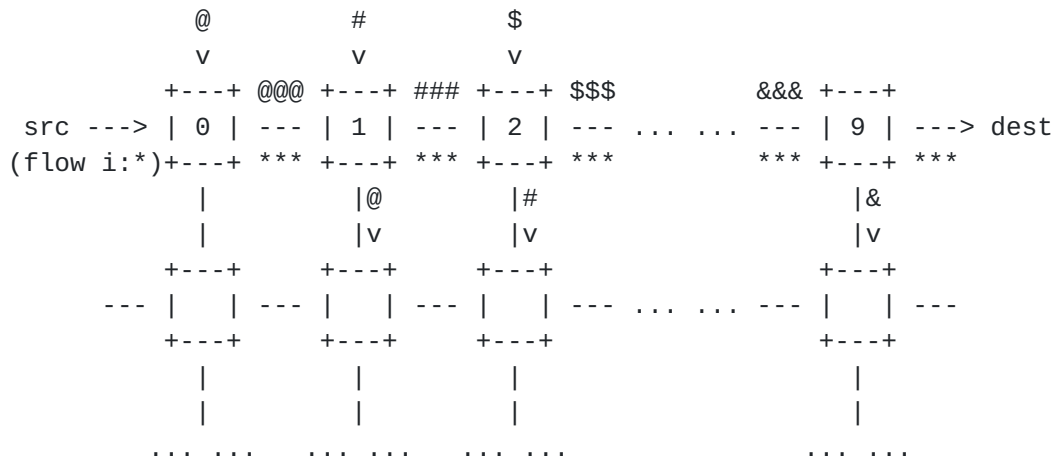 @         #         $
            v         v         v
          +---+ @@@ +---+ ### +---+ $$$         &&& +---+
 src ---> | 0 | --- | 1 | --- | 2 | --- ... ... --- | 9 | ---> dest
(flow i:*)+---+ *** +---+ *** +---+ ***         *** +---+ ***
            |         |@        |#                    |&
            |         |v        |v                    |v
          +---+     +---+     +---+                 +---+
      --- |   | --- |   | --- |   | --- ... ... --- |   | ---
          +---+     +---+     +---+                 +---+
            |         |         |                     |
            |         |         |                     |
         ... ...   ... ...   ... ...               ... ...